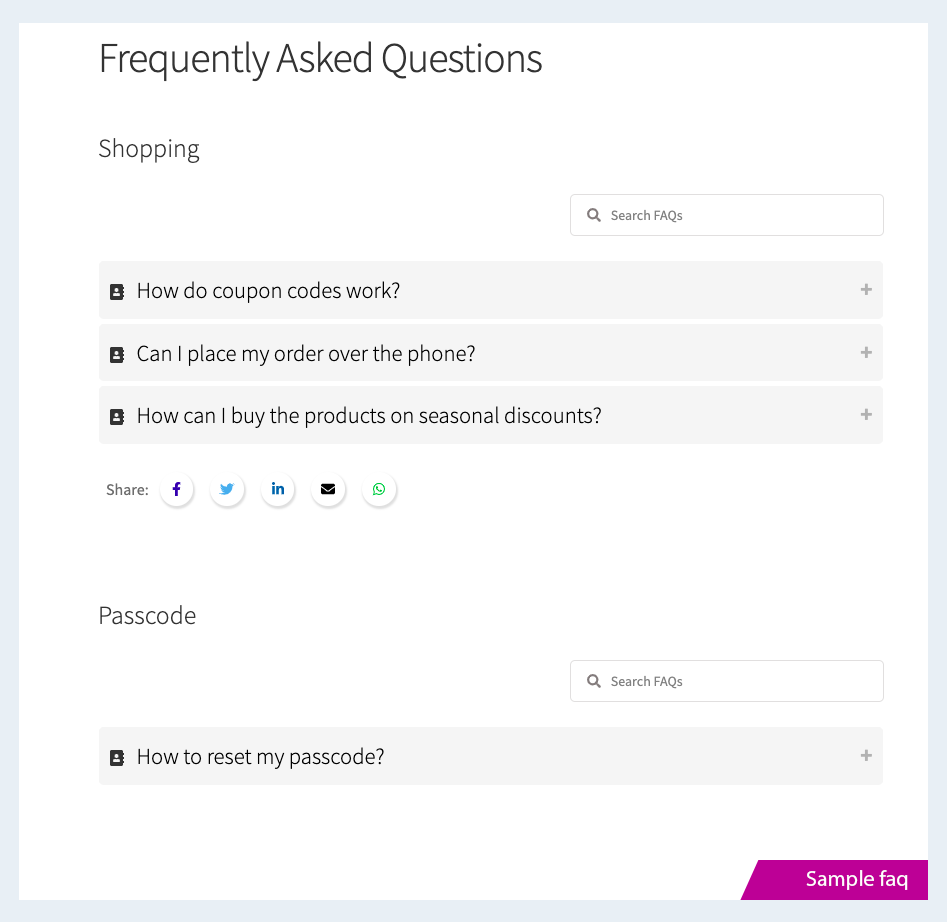 Frequently Asked Questions
Shopping
Search FAQs
How do coupon codes work?
Can I place my order over the phone?
How can I buy the products on seasonal discounts?
Share:
Passcode
Search FAQs
How to reset my passcode?
Sample faq